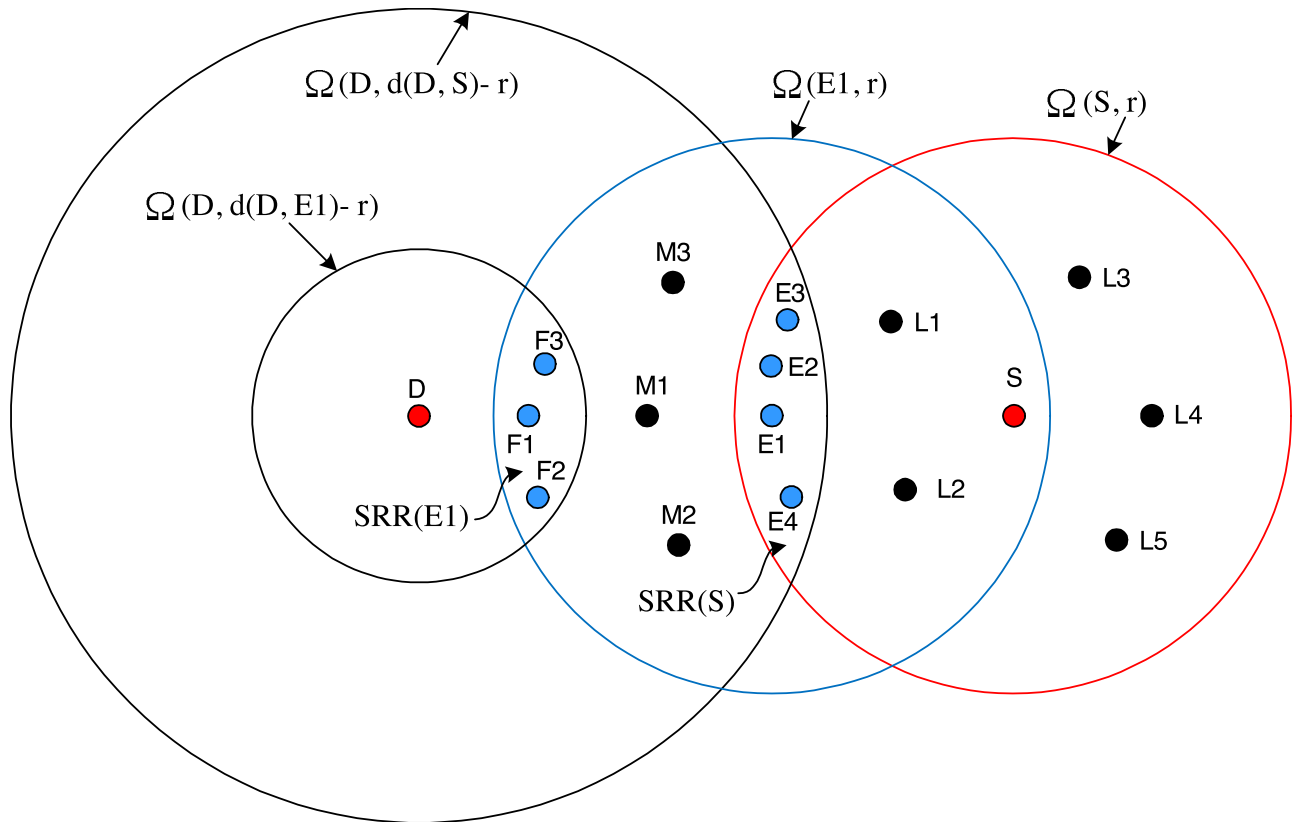 Ω(D, d(D, S)- r)
Ω(E1, r)
Ω(S, r)
Ω(D, d(D, E1)- r)
M3
L3
E3
L1
F3
E2
D
M1
S
L4
F1
E1
F2
L2
SRR(E1)
M2
E4
L5
SRR(S)